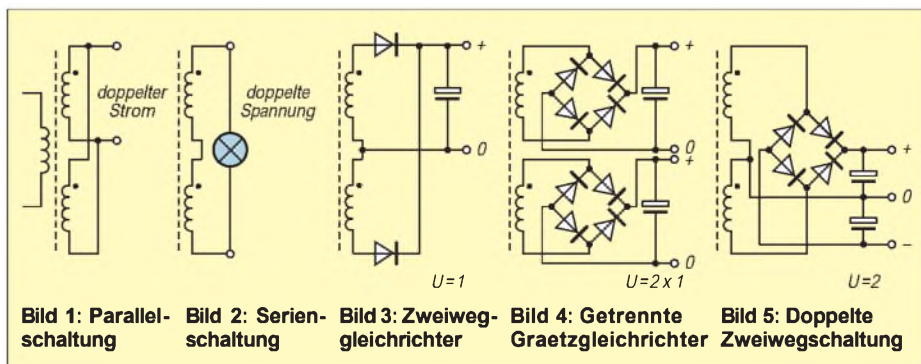 doppelter
Strom
doppelte
Spannung
+
0
U=1
+
0
+
0
U=2 x 1
+
0
–
U=2
Bild 1: Parallel-
schaltung
Bild 2: Serien-
schaltung
Bild 3: Zweiweg-
gleichrichter
Bild 4: Getrennte
Graetzgleichrichter
Bild 5: Doppelte
Zweiwegschaltung